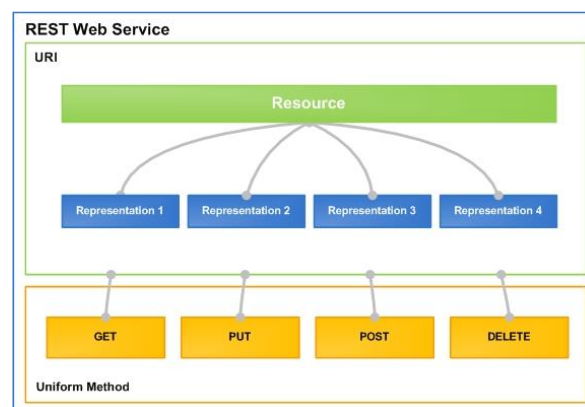 REST Web Service
URI
Resource
Representation 1
Representation 2
Representation 3
Representation 4
GET
PUT
POST
DELETE
Uniform Method